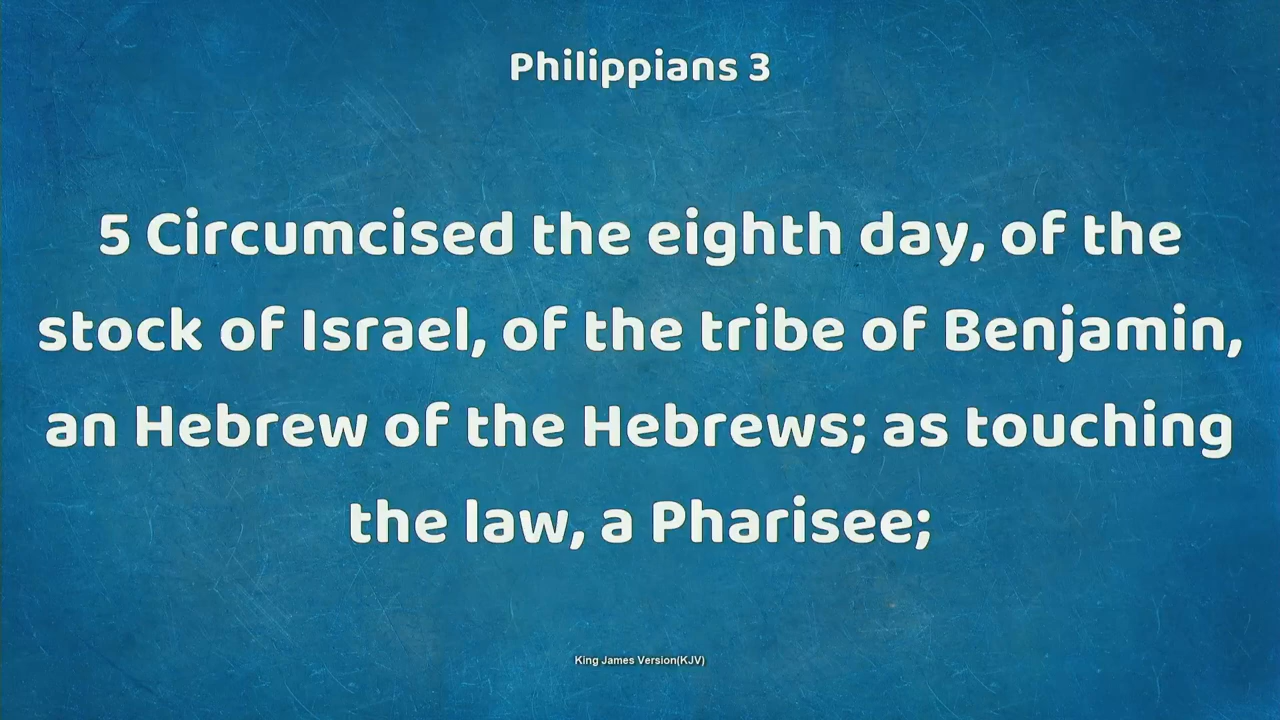 Philippians 3
5 Circumcised the eighth day, of the
stock of Israel, of the tribe of Benjamin,
an Hebrew of the Hebrews; as touching
the law, a Pharisee;
King James Version(KJV)